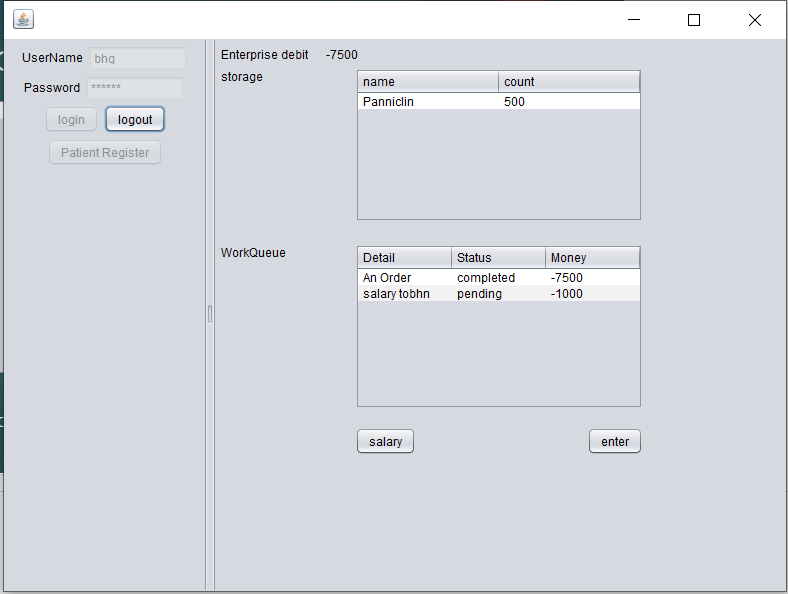 UserName bhq
Password ******
login logout
Patient Register
Enterprise debit -7500
storage
name count
Panniclin 500
WorkQueue
Detail Status Money
An Order completed -7500
salary tobhn pending -1000
salary enter